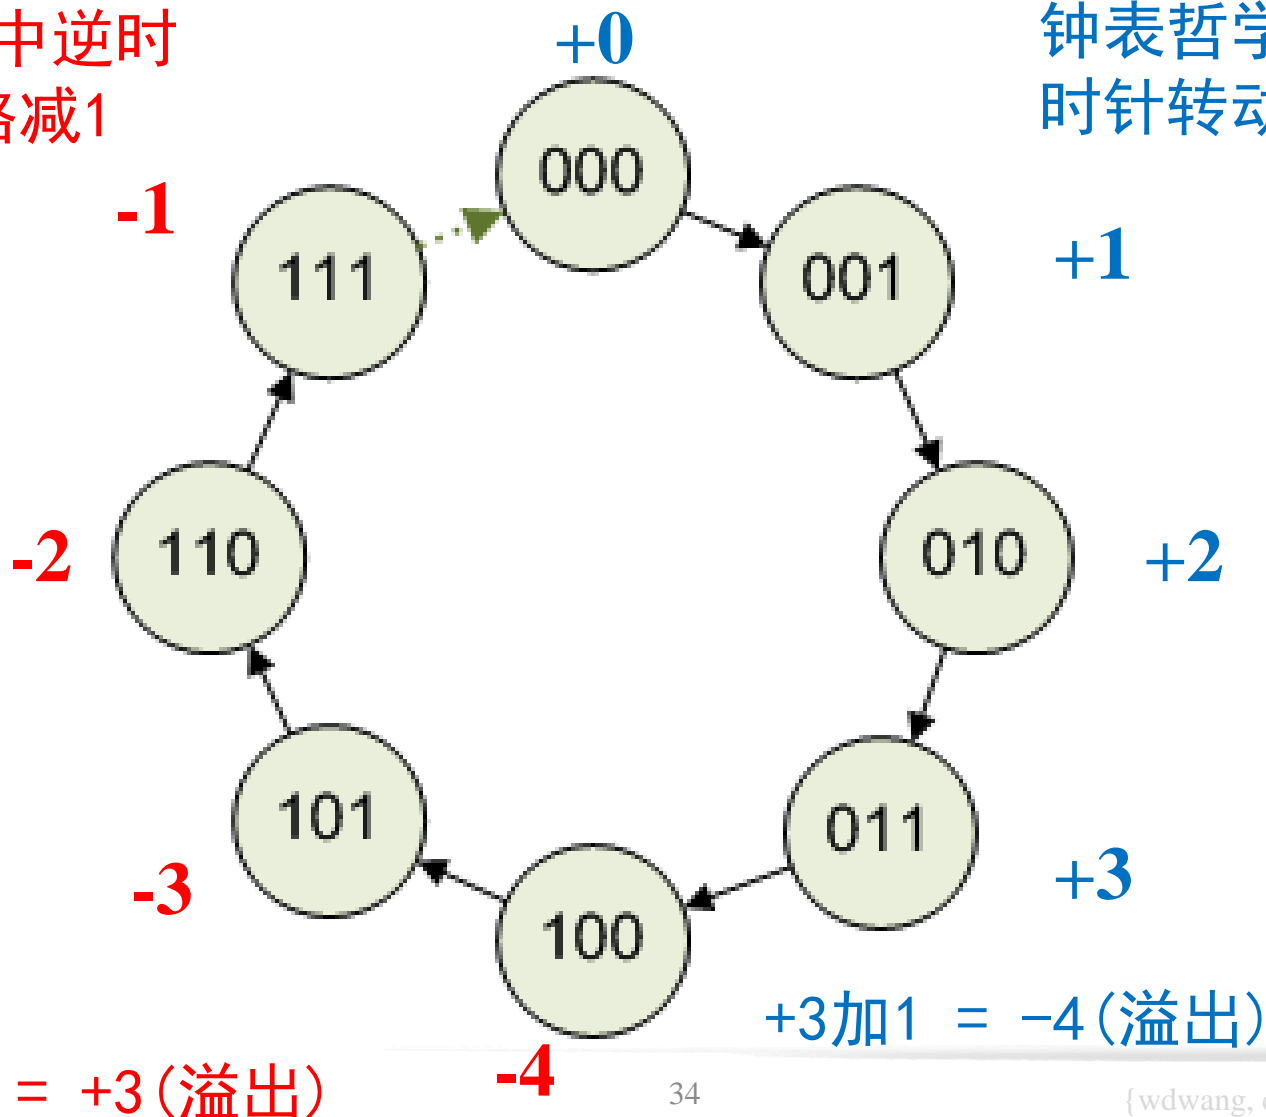 中逆时
格减1
钟表哲学
时针转动
+0
000
-1
111
001
+1
-2
110
010
+2
101
011
-3
+3
100
+3加1 = -4(溢出)
-4
= +3(溢出)
34
{wdwang,